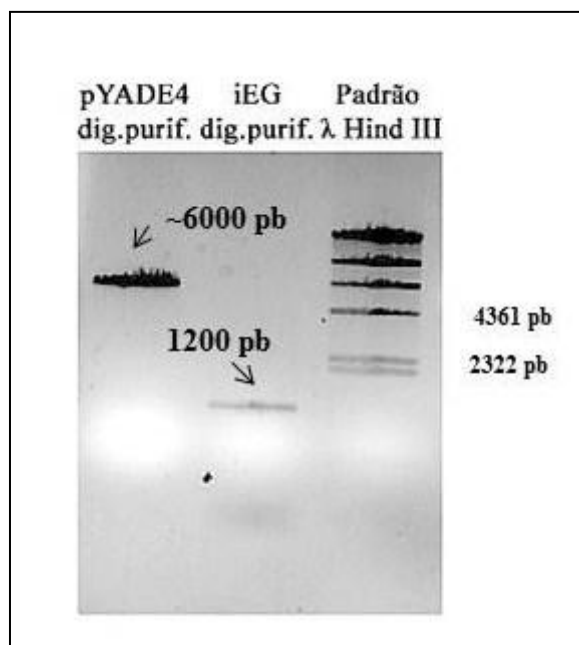 pYADE4 iEG Padrão
dig.purif. dig.purif. λ Hind III
~6000 pb
4361 pb
1200 pb
2322 pb